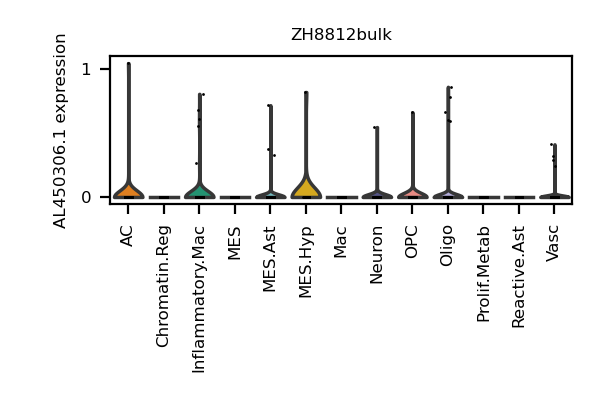 ZH8812bulk
AL450306.1 expression
1
0
AC
Chromatin.Reg
Inflammatory.Mac
MES
MES.Ast
MES.Hyp
Mac
Neuron
OPC
Oligo
Prolif.Metab
Reactive.Ast
Vasc